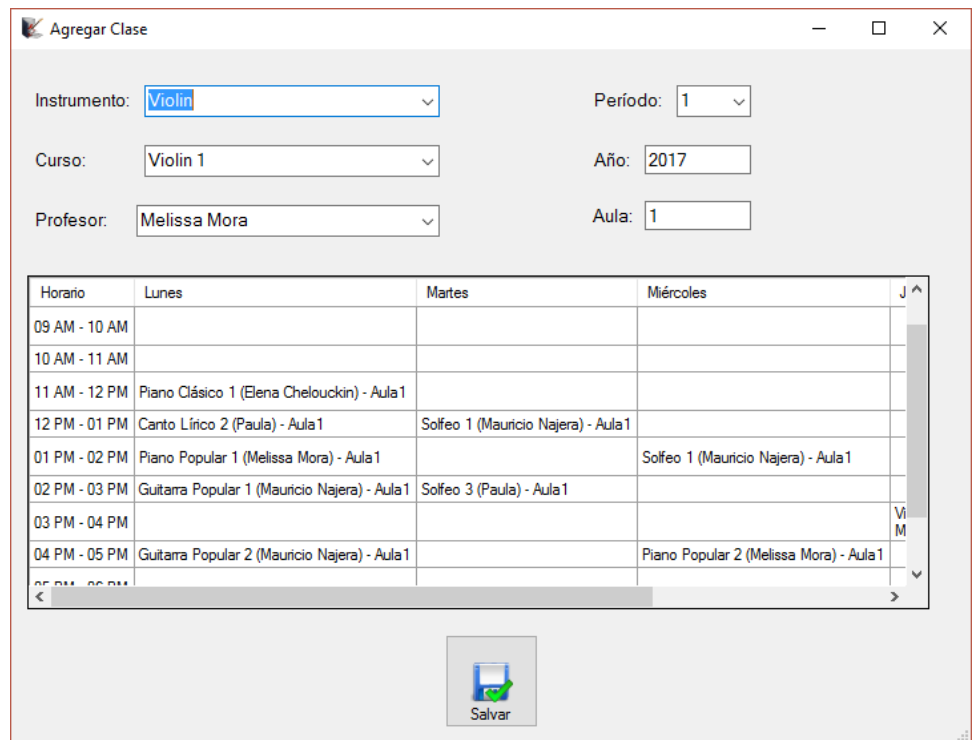 Agregar Clase
Instrumento: Violin Período: 1
Curso: Violin 1 Año: 2017
Profesor: Melissa Mora Aula: 1
Horario Lunes Martes Miércoles J
09 AM - 10 AM
10 AM - 11 AM
11 AM - 12 PM Piano Clásico 1 (Elena Chelouckin) - Aula1
12 PM - 01 PM Canto Lírico 2 (Paula) - Aula1 Solfeo 1 (Mauricio Najera) - Aula1
01 PM - 02 PM Piano Popular 1 (Melissa Mora) - Aula1 Solfeo 1 (Mauricio Najera) - Aula1
02 PM - 03 PM Guitarra Popular 1 (Mauricio Najera) - Aula1 Solfeo 3 (Paula) - Aula1
03 PM - 04 PM Vi
M
04 PM - 05 PM Guitarra Popular 2 (Mauricio Najera) - Aula1 Piano Popular 2 (Melissa Mora) - Aula1
05 PM - 06 PM
Salvar